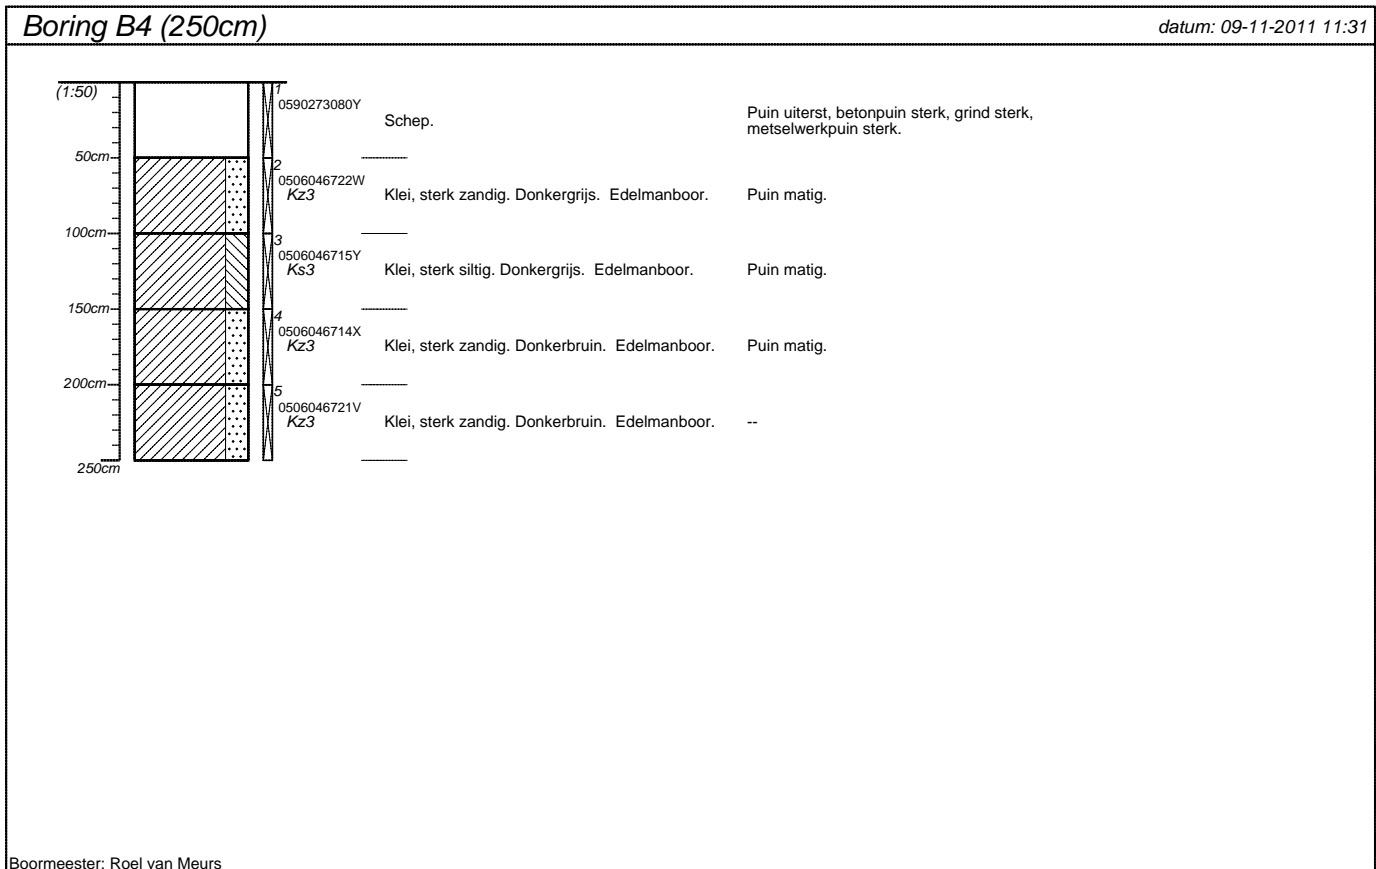 Boring B4 (250cm)
datum: 09-11-2011 11:31
(1:50)
1
0590273080Y
Schep.
Puin uiterst, betonpuin sterk, grind sterk,
metselwerkpuin sterk.
50cm
2
0506046722W
Kz3
Klei, sterk zandig. Donkergrijs.  Edelmanboor.
Puin matig.
100cm
3
0506046715Y
Ks3
Klei, sterk siltig. Donkergrijs.  Edelmanboor.
Puin matig.
150cm
4
0506046714X
Kz3
Klei, sterk zandig. Donkerbruin.  Edelmanboor.
Puin matig.
200cm
5
0506046721V
Kz3
Klei, sterk zandig. Donkerbruin.  Edelmanboor.
--
250cm
Boormeester: Roel van Meurs